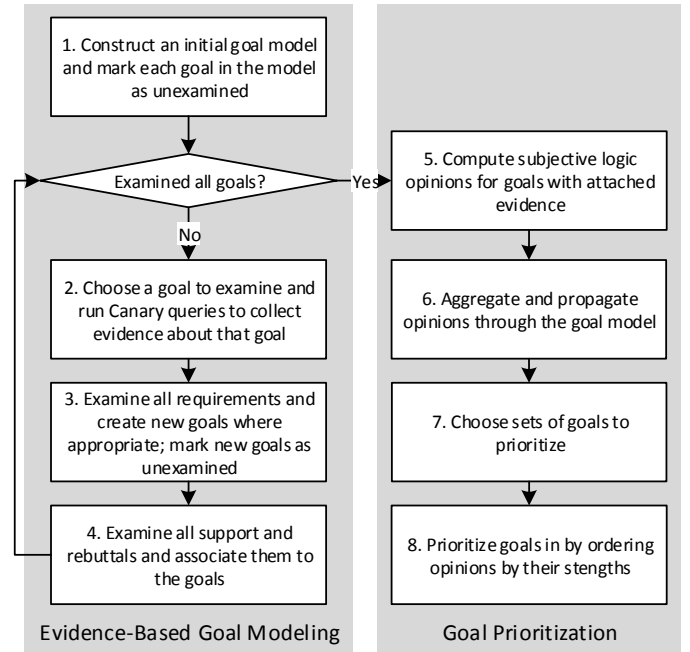 1. Construct an initial goal model
and mark each goal in the model
as unexamined
Examined all goals?
Yes
No
2. Choose a goal to examine and
run Canary queries to collect
evidence about that goal
3. Examine all requirements and
create new goals where
appropriate; mark new goals as
unexamined
4. Examine all support and
rebuttals and associate them to
the goals
Evidence-Based Goal Modeling
5. Compute subjective logic
opinions for goals with attached
evidence
6. Aggregate and propagate
opinions through the goal model
7. Choose sets of goals to
prioritize
8. Prioritize goals in by ordering
opinions by their stengths
Goal Prioritization